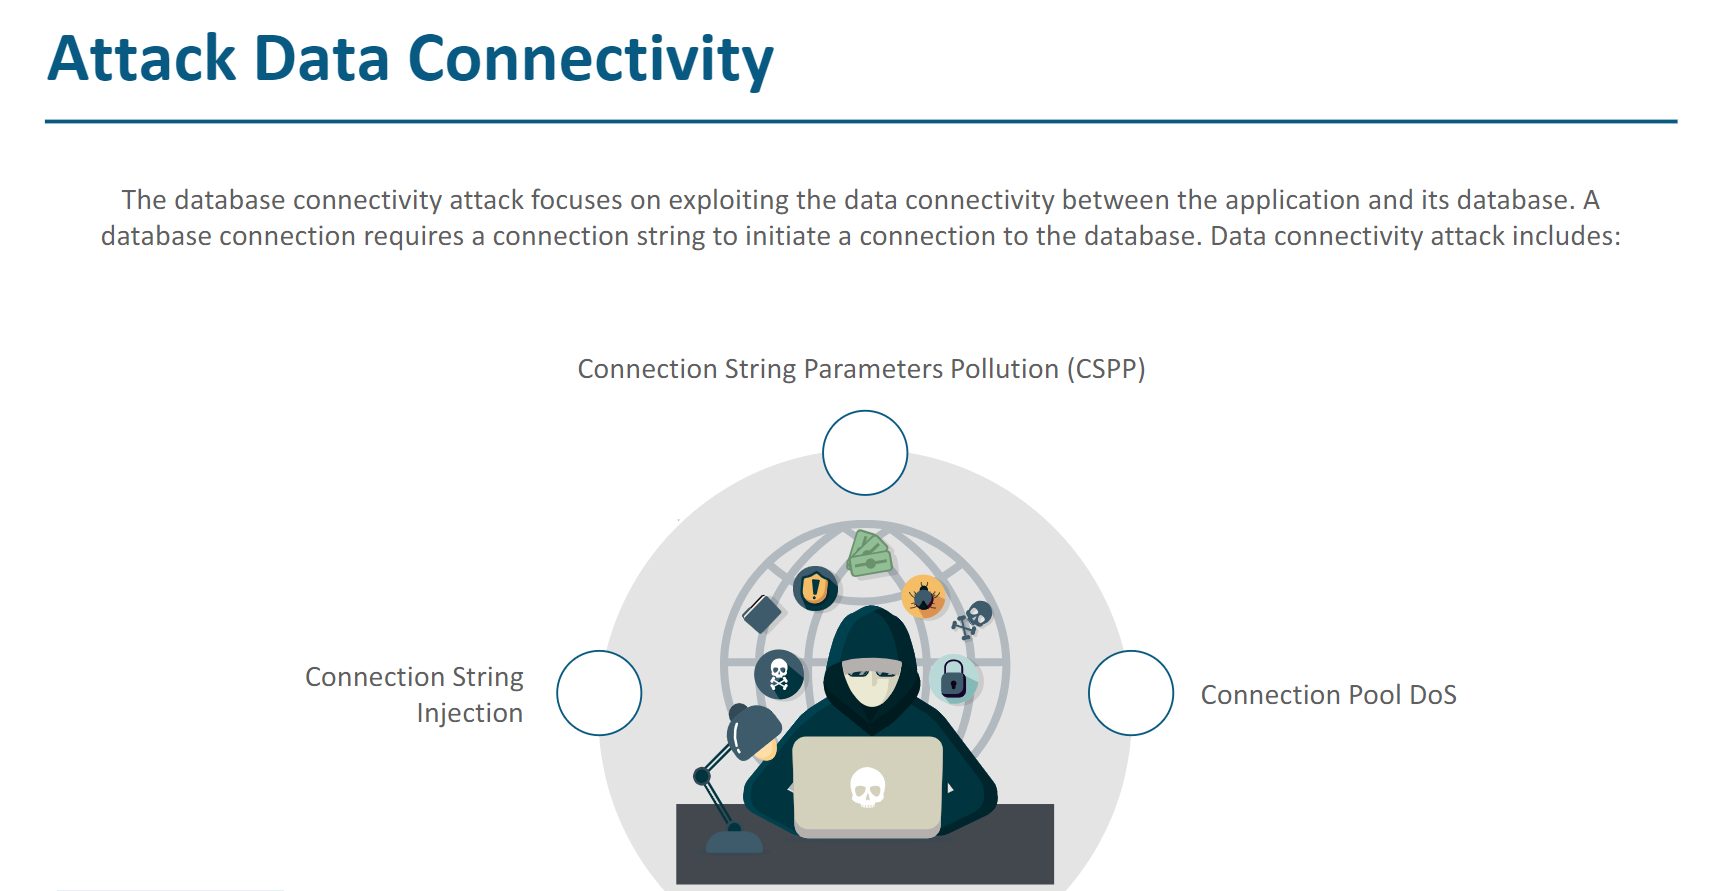 Attack Data Connectivity
The database connectivity attack focuses on exploiting the data connectivity between the application and its database. A
database connection requires a connection string to initiate a connection to the database. Data connectivity attack includes:
Connection String Parameters Pollution (CSPP)
Connection String
Injection
Connection Pool DoS